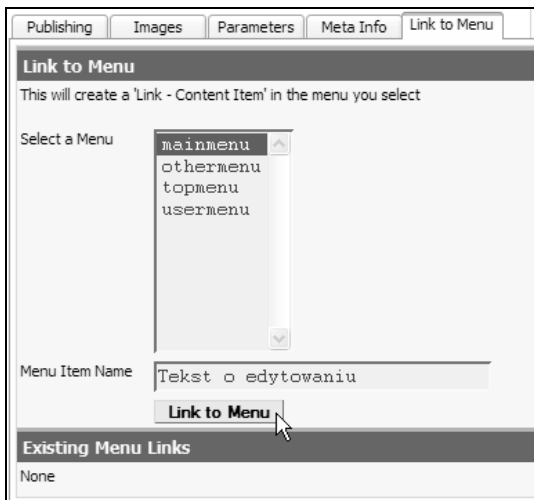 Publishing Images Parameters Meta Info Link to Menu
Link to Menu
This will create a 'Link - Content Item' in the menu you select
Select a Menu
mainmenu
othermenu
topmenu
usermenu
Menu Item Name Tekst o edytowaniu
Link to Menu
Existing Menu Links
None